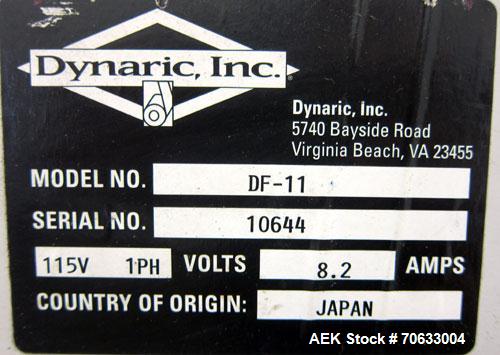 Dynaric, Inc.
Dynaric, Inc.
5740 Bayside Road
Virginia Beach, VA 23455
MODEL NO. DF-11
SERIAL NO. 10644
115V 1PH VOLTS 8.2 AMPS
COUNTRY OF ORIGIN: JAPAN
AEK Stock # 70633004